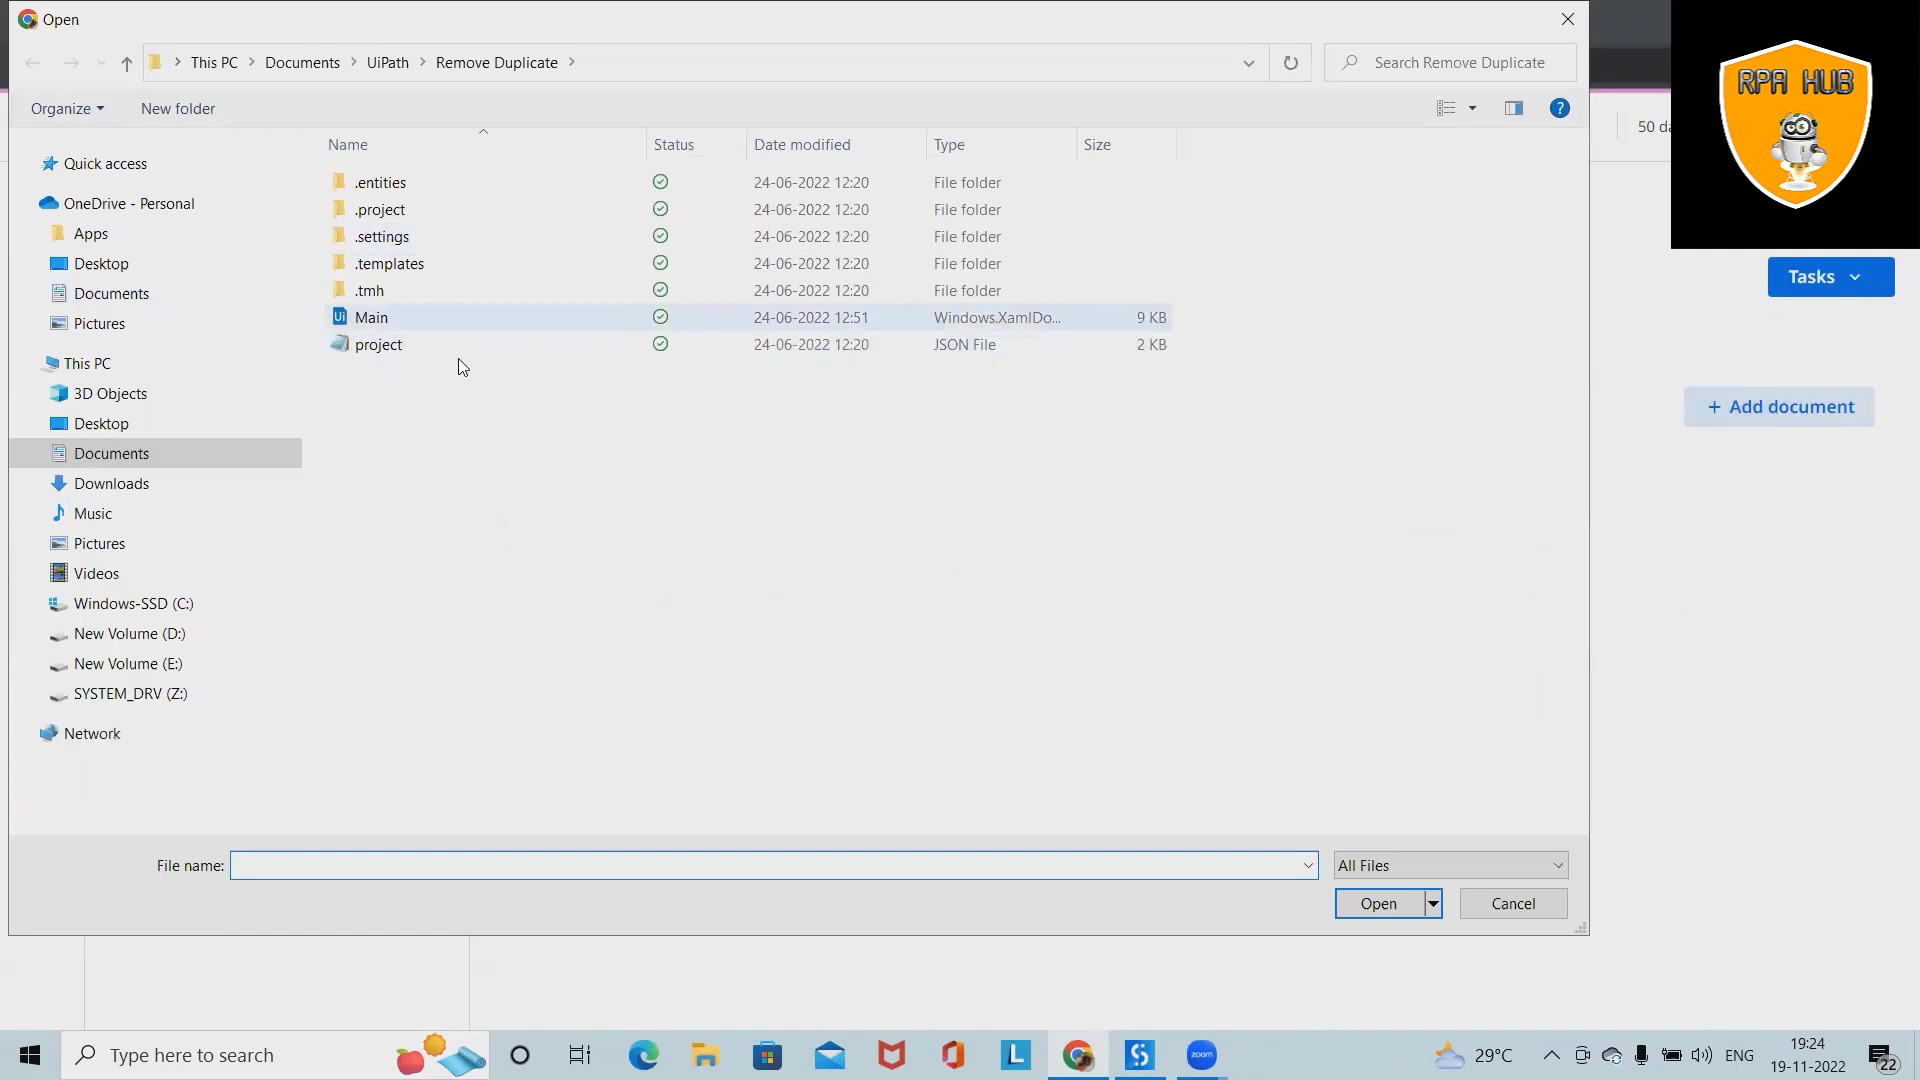 Open
This PC
Documents
UiPath
Remove Duplicate
Search Remove Duplicate
Organize
New folder
?
50 da
RPA HUB
Name
Status
Date modified
Type
Size
Quick access
OneDrive - Personal
Apps
Desktop
Documents
Pictures
This PC
3D Objects
Desktop
Documents
Downloads
Music
Pictures
Videos
Windows-SSD (C:)
New Volume (D:)
New Volume (E:)
SYSTEM_DRV (Z:)
Network
.entities 24-06-2022 12:20 File folder
.project 24-06-2022 12:20 File folder
.settings 24-06-2022 12:20 File folder
.templates 24-06-2022 12:20 File folder
.tmh 24-06-2022 12:20 File folder
Ui Main 24-06-2022 12:51 Windows.XamlDo... 9 KB
project 24-06-2022 12:20 JSON File 2 KB
Tasks
+ Add document
File name:
All Files
Open
Cancel
Type here to search
L
zoom
29°C
ENG
19:24
19-11-2022
22